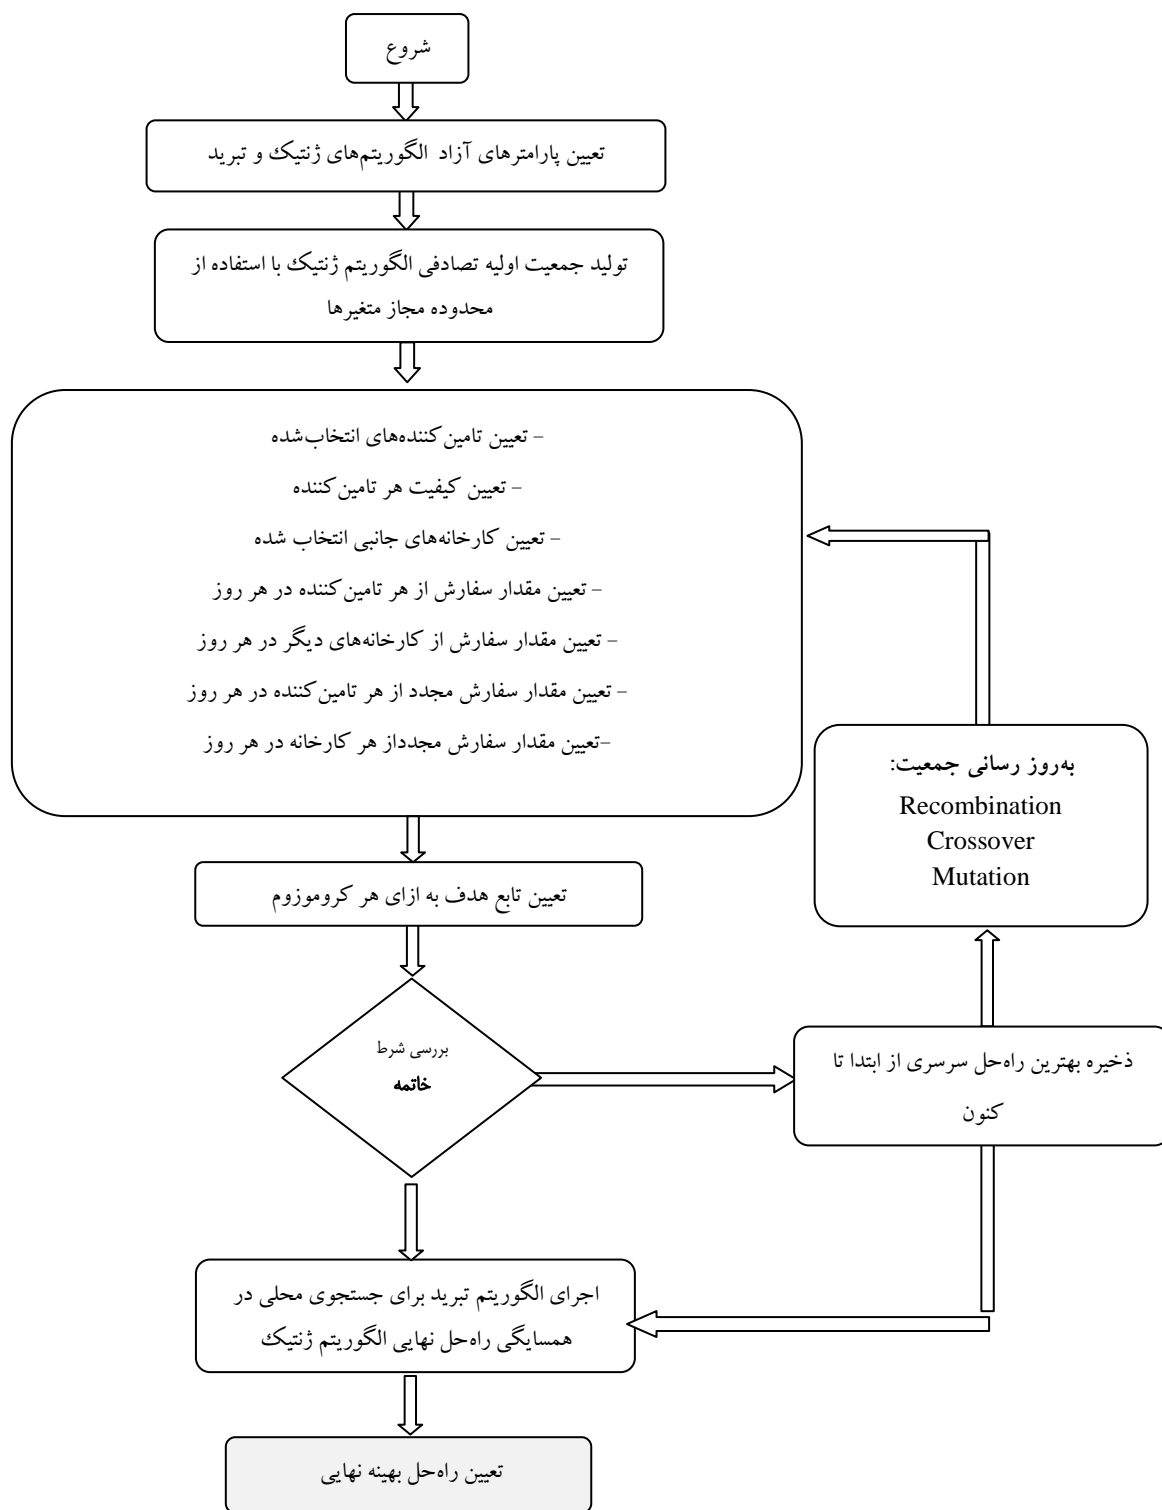 شروع
تعیین پارامترهای آزاد الگوریتم‌های ژنتیک و تبرید
تولید جمعیت اولیه تصادفی الگوریتم ژنتیک با استفاده از
محدوده مجاز متغیرها
– تعیین تامین‌کننده‌های انتخاب‌شده
– تعیین کیفیت هر تامین‌کننده
– تعیین کارخانه‌های جانبی انتخاب شده
– تعیین مقدار سفارش از هر تامین‌کننده در هر روز
– تعیین مقدار سفارش از کارخانه‌های دیگر در هر روز
– تعیین مقدار سفارش مجدد از هر تامین‌کننده در هر روز
–تعیین مقدار سفارش مجدداز هر کارخانه در هر روز
به‌روز رسانی جمعیت:
Recombination
Crossover
Mutation
تعیین تابع هدف به ازای هر کروموزوم
بررسی شرط
خاتمه
ذخیره بهترین راه‌حل سرسری از ابتدا تا
کنون
اجرای الگوریتم تبرید برای جستجوی محلی در
همسایگی راه‌حل نهایی الگوریتم ژنتیک
تعیین راه‌حل بهینه نهایی